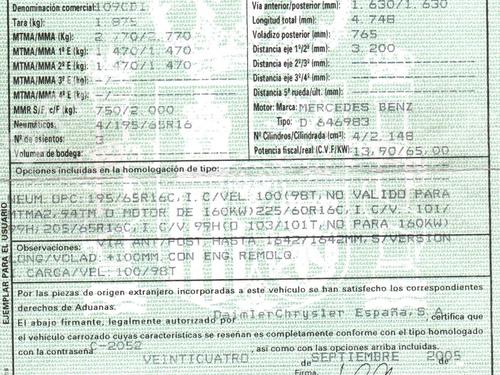 Denominación comercial: 109CDI
Tara (kg): 1.875
MTMA/MMA (Kg): 2.770/2.770
MTMA/MMA 1º E (kg): 1.470/1.470
MTMA/MMA 2º E (kg): 1.470/1.470
MTMA/MMA 3º E (kg): -/-
MTMA/MMA 4º E (kg): -/-
MMR S/F, c/F (kg): 750/2.000
Neumáticos: 4/195/65R16
Nº de asientos: 3
Volumen de bodega:
Vía anterior/posterior (mm): 1.630/1.630
Longitud total (mm): 4.748
Voladizo posterior (mm): 765
Distancia eje 1º/2º (mm): 3.200
Distancia eje 2º/3º (mm):
Distancia eje 3º/4º (mm):
Distancia 5ª rueda/últ. (mm):
Motor: Marca: MERCEDES BENZ
Tipo: D 646983
Nº Cilindros/Cilindrada (cm³): 4/2.148
Potencia fiscal/real (C.V.F/KW): 13,90/65,00
Opciones incluidas en la homologación de tipo:
NEUM. OPC: 195/65R16C, I.C/VEL: 100(98T, NO VALIDO PARA
MTMA2,94TM O MOTOR DE 160KW) 225/60R16C, I.C/V.: 101/
99H; 205/65R16C, I.C/V: 99H(O 103/101T, NO PARA 160KW)
VIA ANT/POST. HASTA 1642/1642MM, S/VERSION
Observaciones:
LONG/VOLAD: +100MM. CON ENG. REMOLQ.
I. CARGA/VEL: 100/98T
EJEMPLAR PARA EL USUARIO
Por las piezas de origen extranjero incorporadas a este vehículo se han satisfecho los correspondientes
derechos de Aduanas.
El abajo firmante, legalmente autorizado por DaimlerChrysler España, S.A., certifica que
el vehículo carrozado cuyas características se reseñan es completamente conforme con el tipo homologado
con la contraseña: C-2052, así como con las opciones arriba incluidas.
VEINTICUATRO de SEPTIEMBRE de 2005
Firma